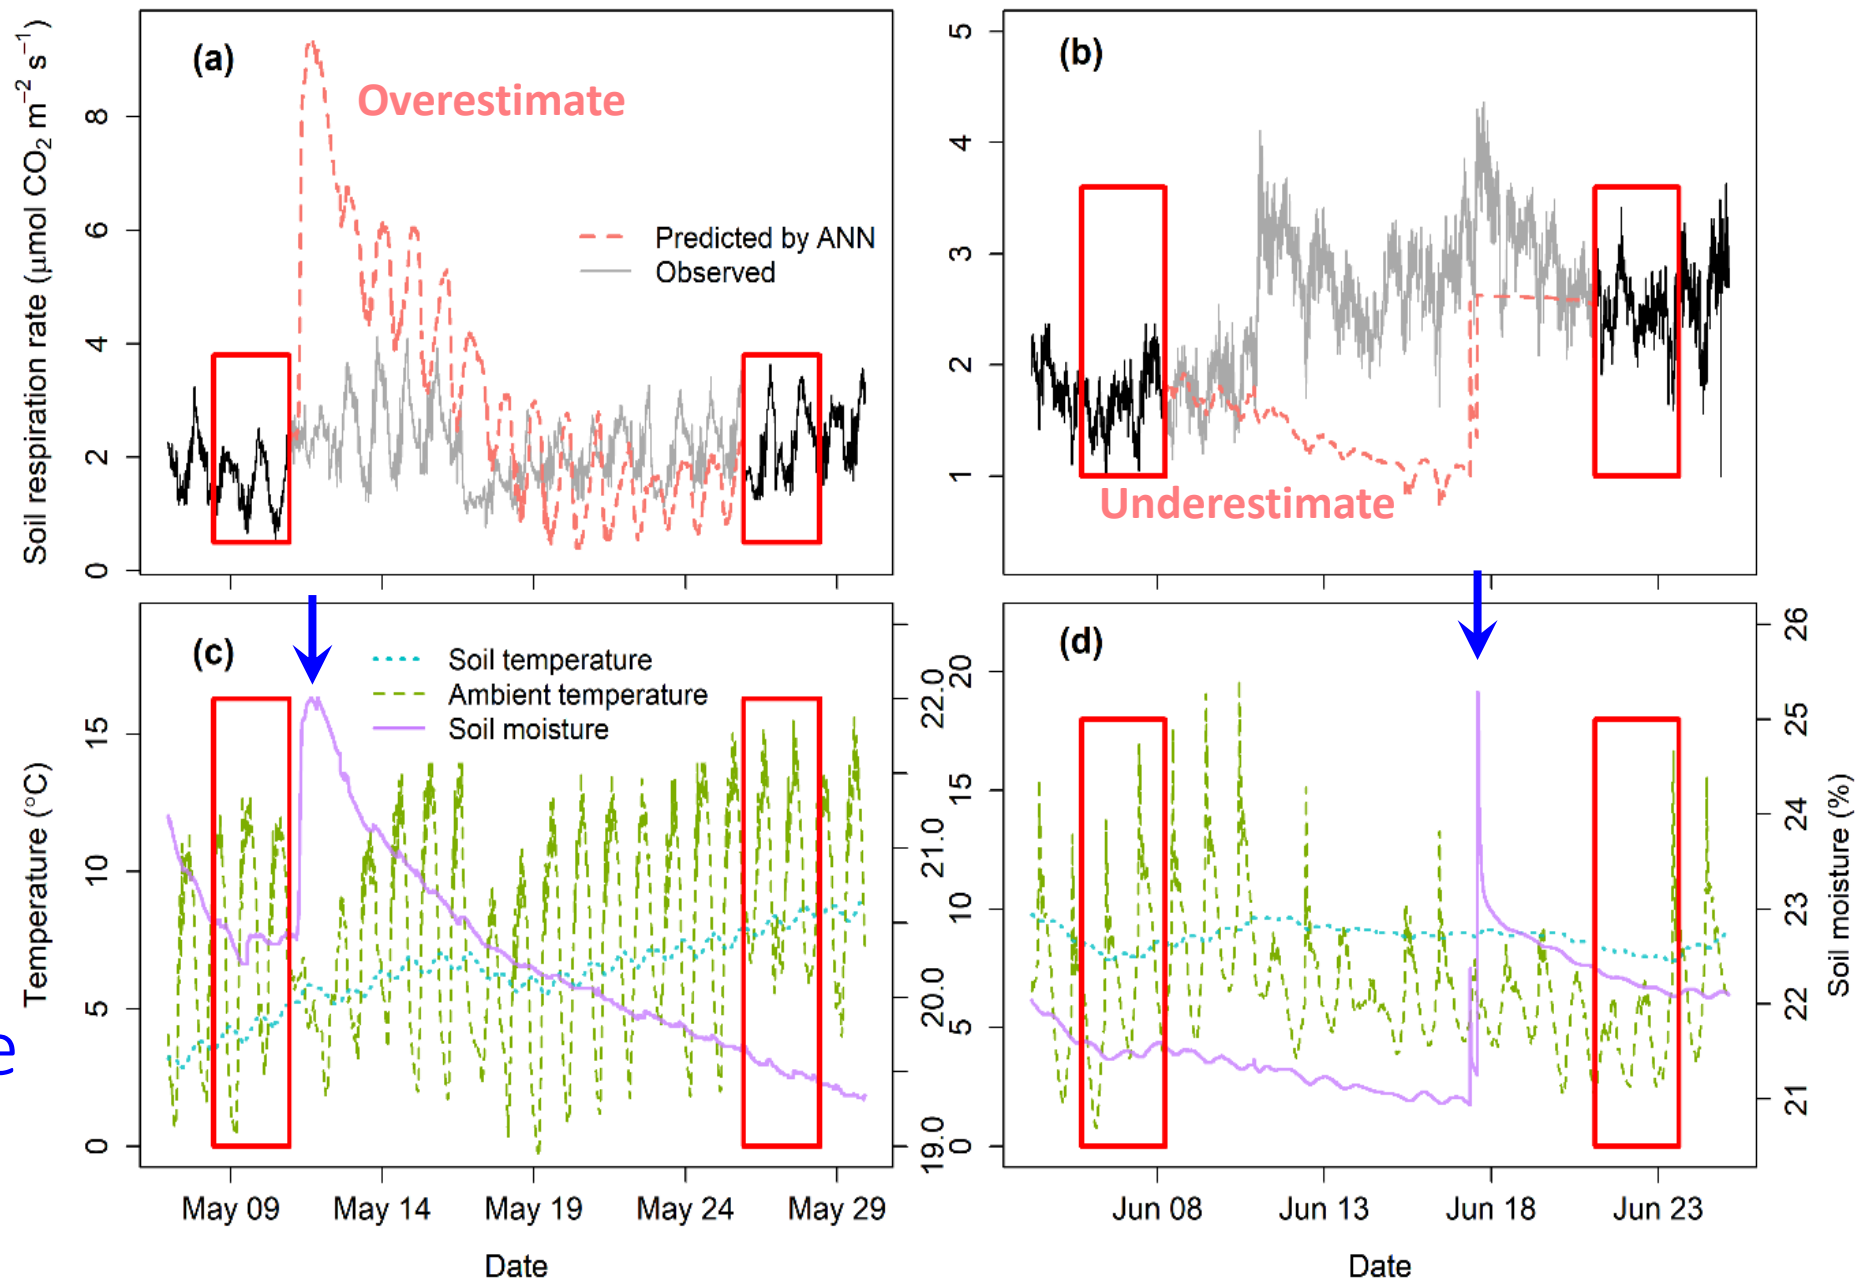 (a)
Overestimate
Predicted by ANN
Observed
Soil respiration rate (μmol CO₂ m⁻² s⁻¹)
0
2
4
6
8
(b)
Underestimate
1
2
3
4
5
(c)
Soil temperature
Ambient temperature
Soil moisture
Temperature (°C)
0
5
10
15
19.0
20.0
21.0
22.0
May 09
May 14
May 19
May 24
May 29
Date
(d)
0
5
10
15
20
21
22
23
24
25
26
Soil moisture (%)
Jun 08
Jun 13
Jun 18
Jun 23
Date